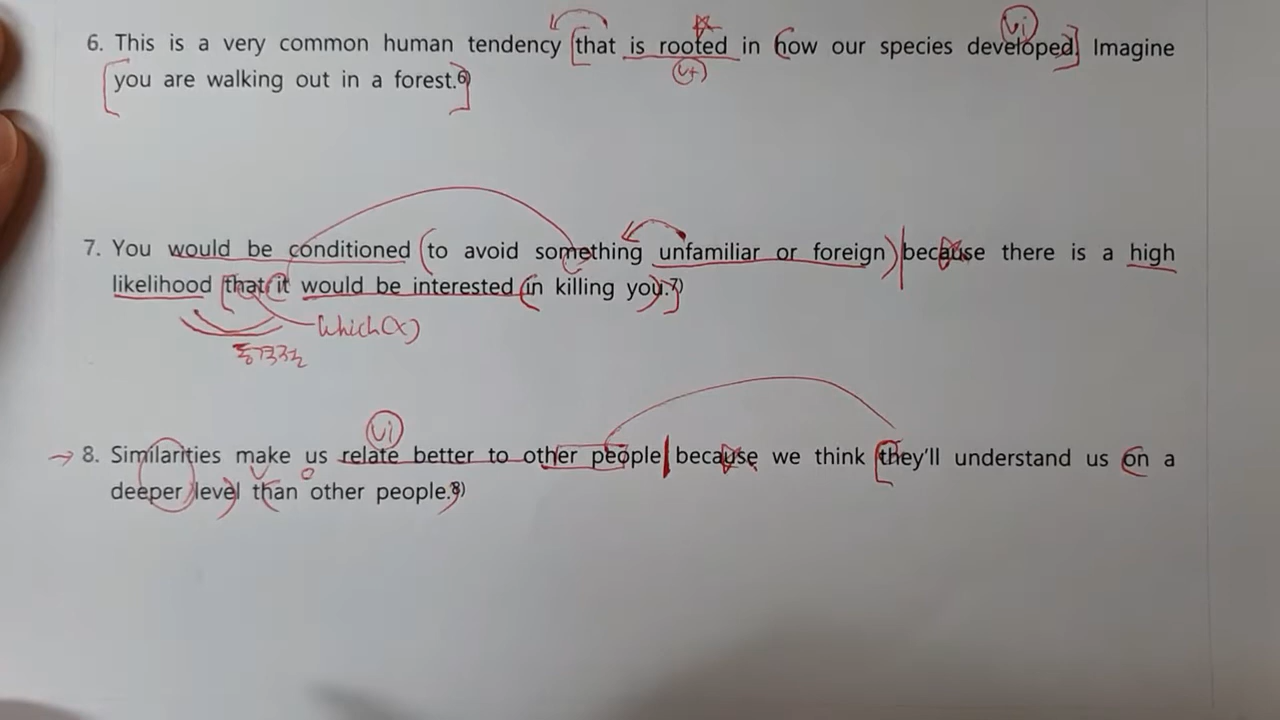 vi
6. This is a very common human tendency that is rooted in how our species developed. Imagine
vt
you are walking out in a forest.6)
7. You would be conditioned to avoid something unfamiliar or foreign because there is a high
likelihood that it would be interested in killing you.7)
Which(X)
vi
8. Similarities make us relate better to other people because we think they'll understand us on a
V O
deeper level than other people.8)